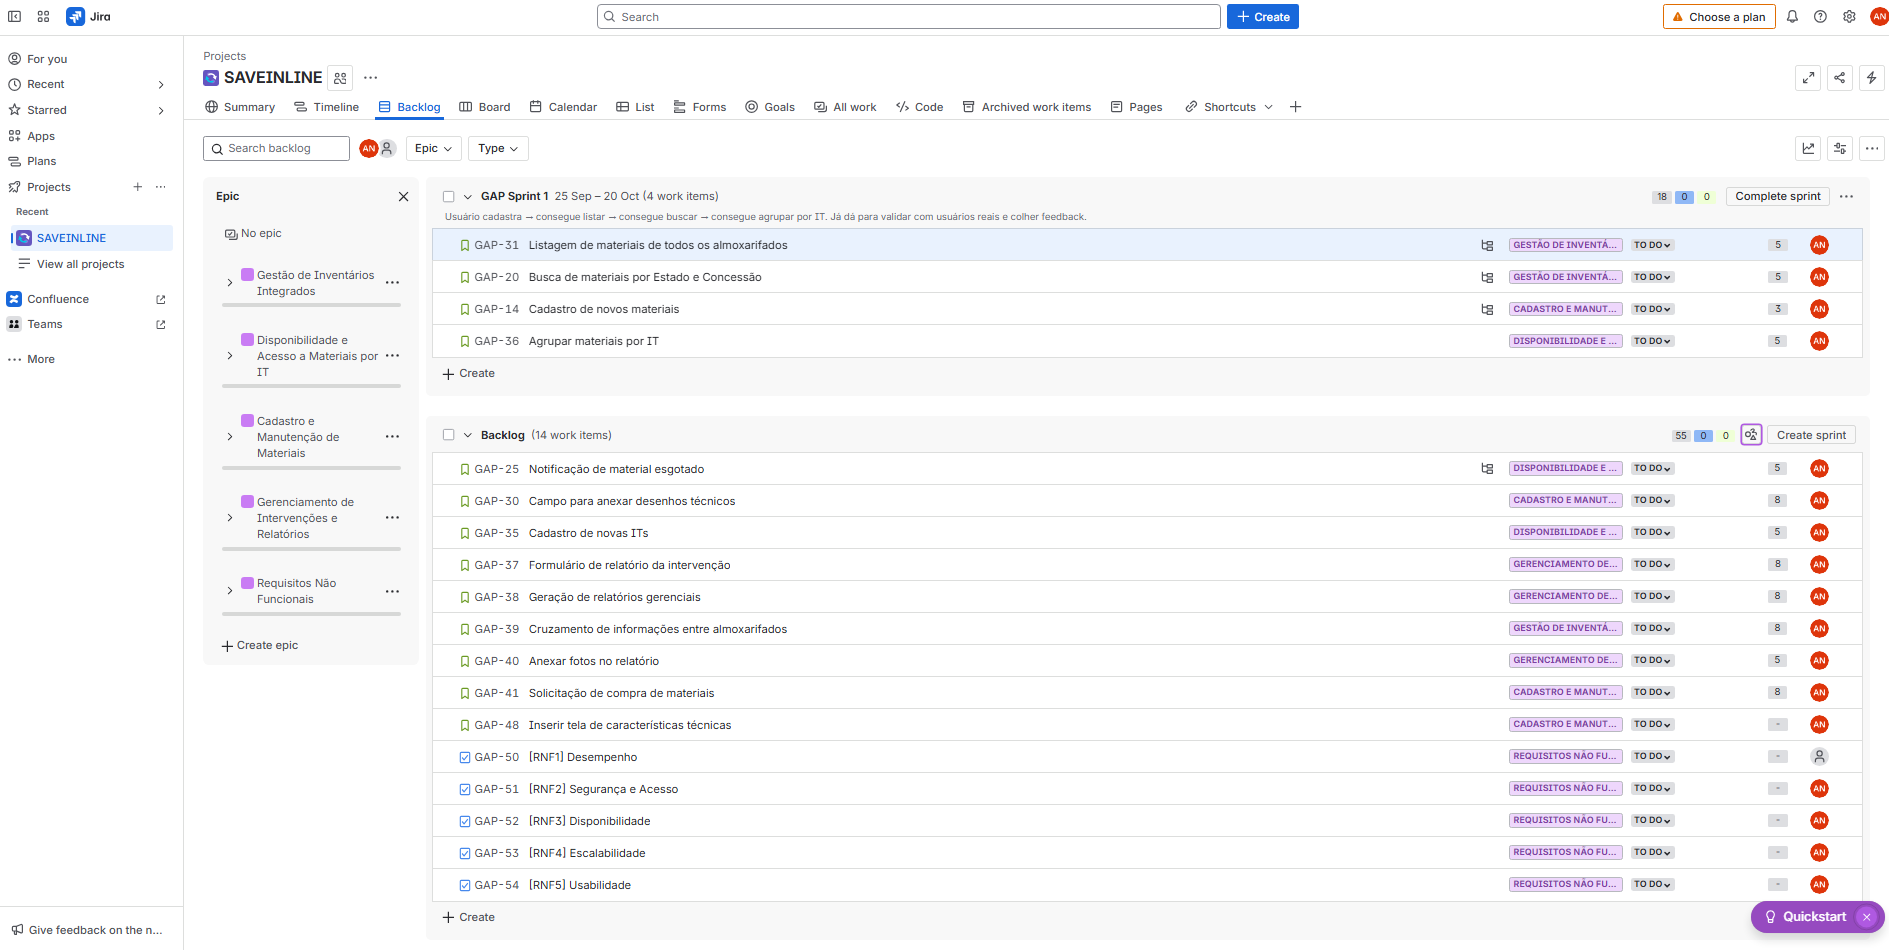 Jira
Search
Create
Choose a plan
AN
For you
Recent
Starred
Apps
Plans
Projects
Recent
SAVEINLINE
View all projects
Confluence
Teams
More
Give feedback on the n...
Projects
SAVEINLINE
Summary
Timeline
Backlog
Board
Calendar
List
Forms
Goals
All work
Code
Archived work items
Pages
Shortcuts
Search backlog
AN
Epic
Type
Epic
No epic
Gestão de Inventários
Integrados
Disponibilidade e
Acesso a Materiais por
IT
Cadastro e
Manutenção de
Materiais
Gerenciamento de
Intervenções e
Relatórios
Requisitos Não
Funcionais
Create epic
GAP Sprint 1 25 Sep – 20 Oct (4 work items) 18 0 0 Complete sprint
Usuário cadastra → consegue listar → consegue buscar → consegue agrupar por IT. Já dá para validar com usuários reais e colher feedback.
GAP-31 Listagem de materiais de todos os almoxarifados GESTÃO DE INVENTÁ... TO DO 5 AN
GAP-20 Busca de materiais por Estado e Concessão GESTÃO DE INVENTÁ... TO DO 5 AN
GAP-14 Cadastro de novos materiais CADASTRO E MANUT... TO DO 3 AN
GAP-36 Agrupar materiais por IT DISPONIBILIDADE E ... TO DO 5 AN
Create
Backlog (14 work items) 55 0 0 Create sprint
GAP-25 Notificação de material esgotado DISPONIBILIDADE E ... TO DO 5 AN
GAP-30 Campo para anexar desenhos técnicos CADASTRO E MANUT... TO DO 8 AN
GAP-35 Cadastro de novas ITs DISPONIBILIDADE E ... TO DO 5 AN
GAP-37 Formulário de relatório da intervenção GERENCIAMENTO DE... TO DO 8 AN
GAP-38 Geração de relatórios gerenciais GERENCIAMENTO DE... TO DO 8 AN
GAP-39 Cruzamento de informações entre almoxarifados GESTÃO DE INVENTÁ... TO DO 8 AN
GAP-40 Anexar fotos no relatório GERENCIAMENTO DE... TO DO 5 AN
GAP-41 Solicitação de compra de materiais CADASTRO E MANUT... TO DO 8 AN
GAP-48 Inserir tela de características técnicas CADASTRO E MANUT... TO DO - AN
GAP-50 [RNF1] Desempenho REQUISITOS NÃO FU... TO DO -
GAP-51 [RNF2] Segurança e Acesso REQUISITOS NÃO FU... TO DO - AN
GAP-52 [RNF3] Disponibilidade REQUISITOS NÃO FU... TO DO - AN
GAP-53 [RNF4] Escalabilidade REQUISITOS NÃO FU... TO DO - AN
GAP-54 [RNF5] Usabilidade REQUISITOS NÃO FU... TO DO - AN
Create
Quickstart